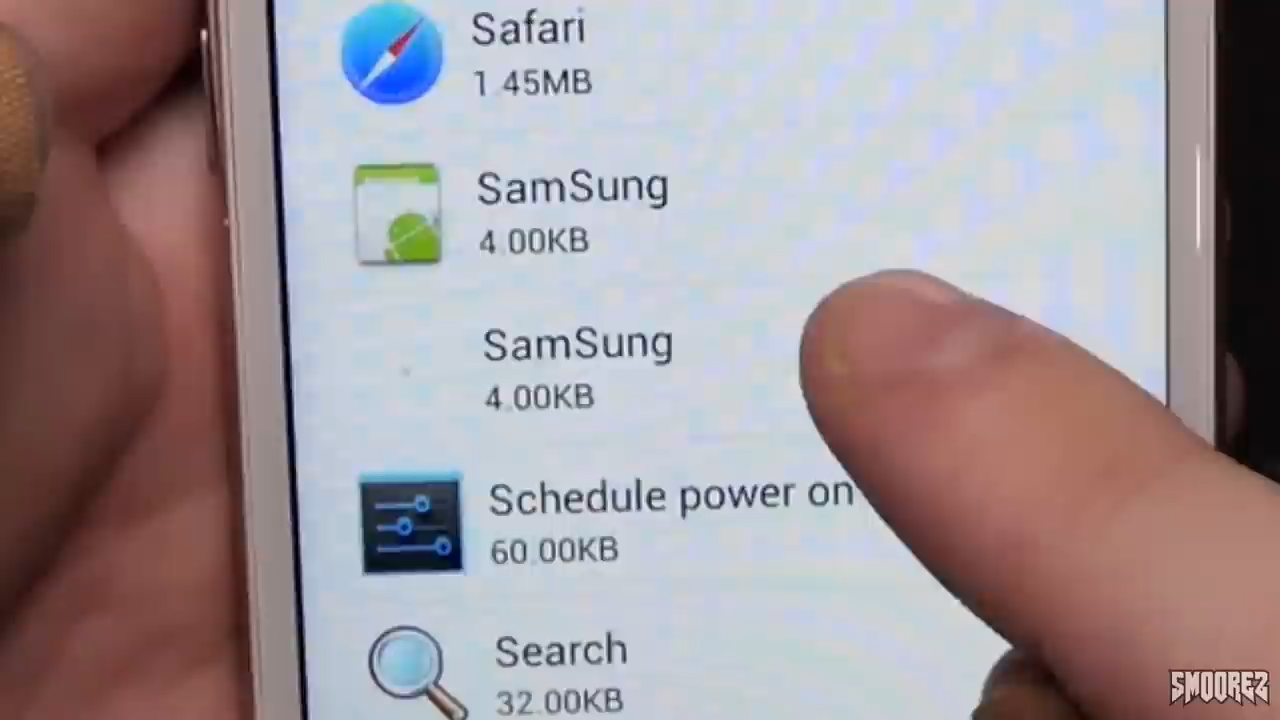 Safari
1.45MB
SamSung
4.00KB
SamSung
4.00KB
Schedule power on
60.00KB
Search
32.00KB
SMOOREZ